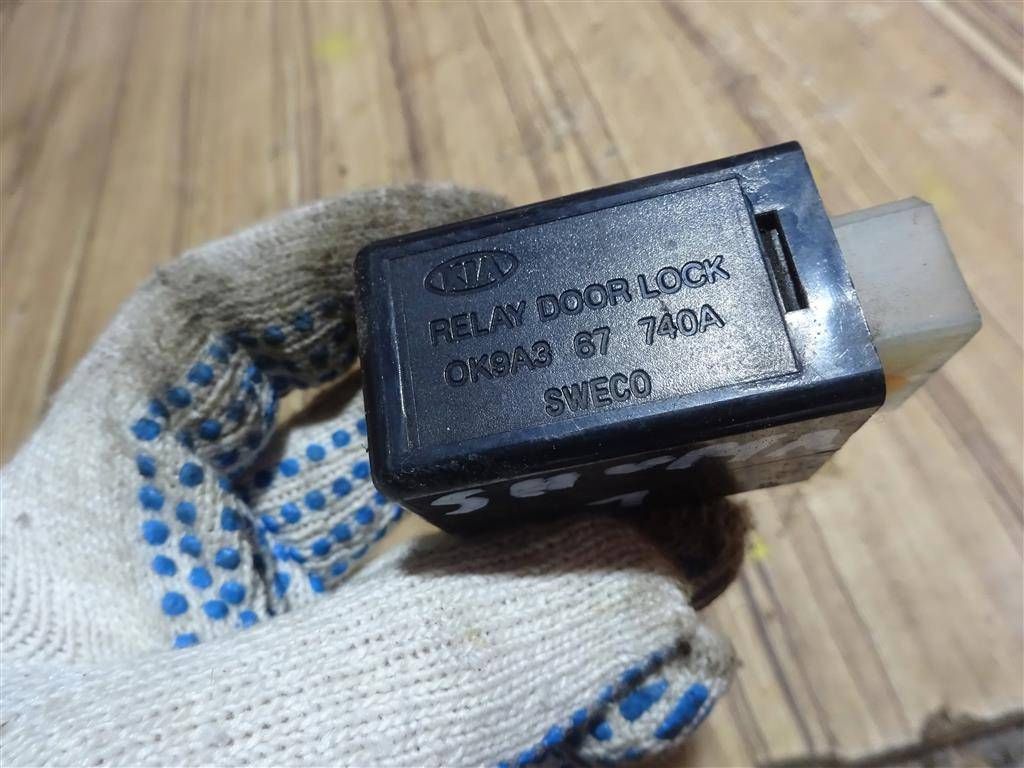 KIA
RELAY DOOR LOCK
0K9A3 67 740A
SWECO